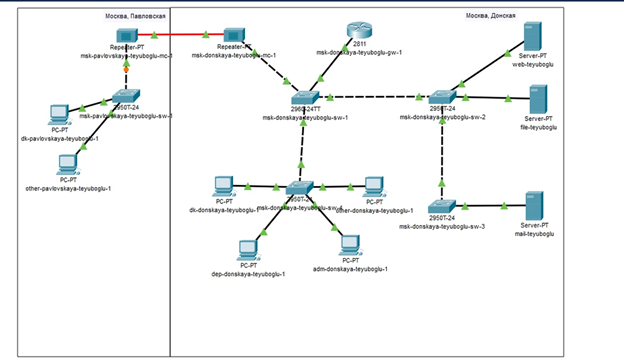 Москва, Павловская
Москва, Донская
Repeater-PT
msk-pavlovskaya-teyuboglu-mc-1
Repeater-PT
msk-donskaya-teyuboglu-mc-1
2811
msk-donskaya-teyuboglu-gw-1
Server-PT
web-teyuboglu
2950T-24
msk-pavlovskaya-teyuboglu-sw-1
2960-24TT
msk-donskaya-teyuboglu-sw-1
2950T-24
msk-donskaya-teyuboglu-sw-2
Server-PT
file-teyuboglu
PC-PT
dk-pavlovskaya-teyuboglu-1
PC-PT
other-pavlovskaya-teyuboglu-1
PC-PT
dk-donskaya-teyuboglu-1
2950T-24
msk-donskaya-teyuboglu-sw-4
PC-PT
other-donskaya-teyuboglu-1
2950T-24
msk-donskaya-teyuboglu-sw-3
Server-PT
mail-teyuboglu
PC-PT
dep-donskaya-teyuboglu-1
PC-PT
adm-donskaya-teyuboglu-1